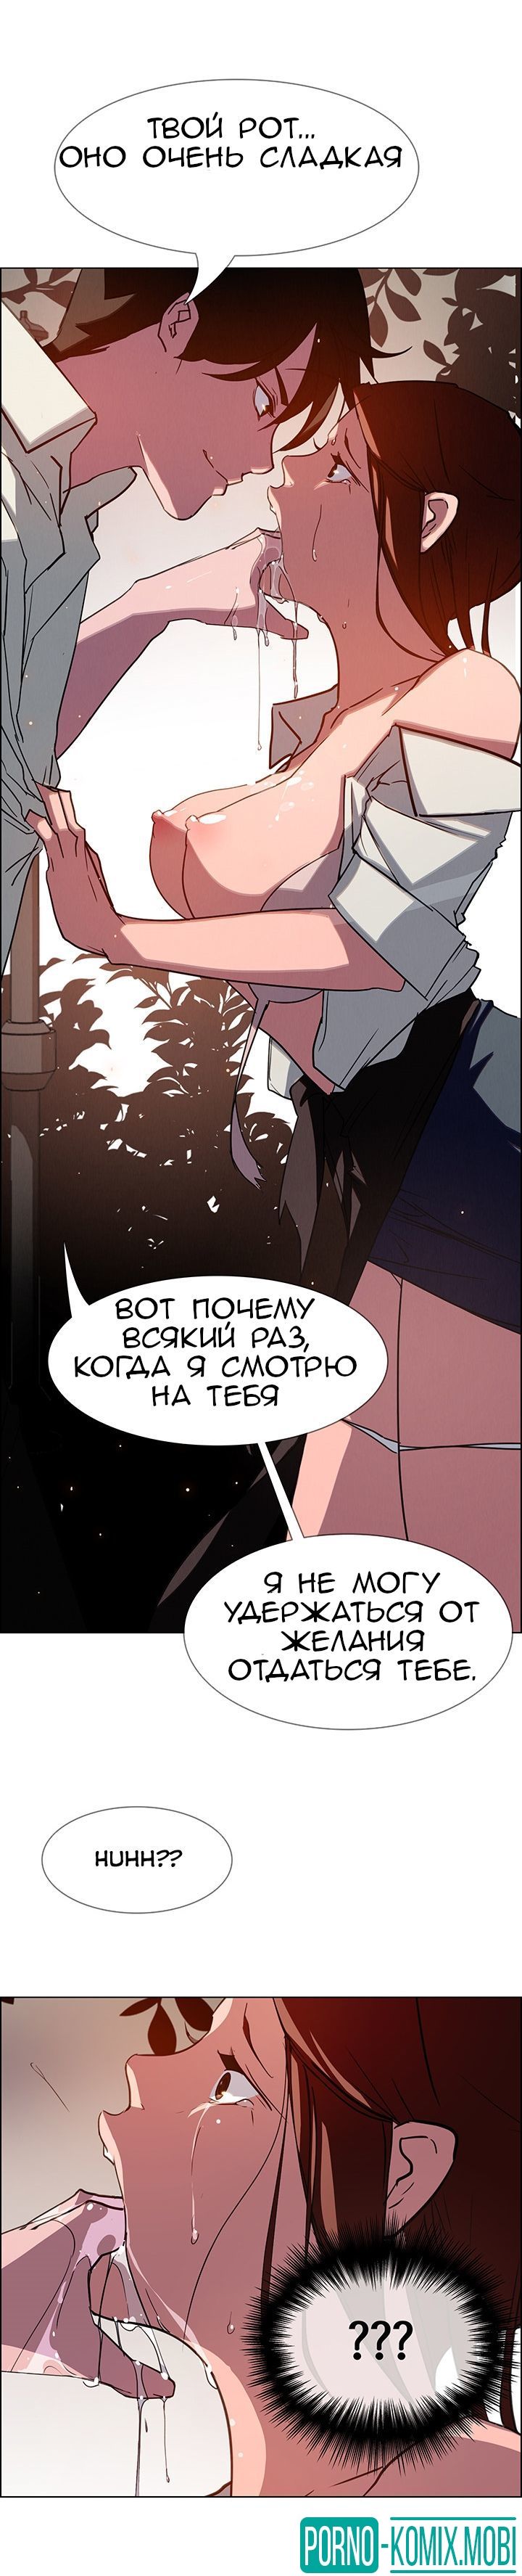 ТВОЙ РОТ...
ОНО ОЧЕНЬ СЛАДКАЯ
ВОТ ПОЧЕМУ
ВСЯКИЙ РАЗ,
КОГДА Я СМОТРЮ
НА ТЕБЯ
Я НЕ МОГУ
УДЕРЖАТЬСЯ ОТ
ЖЕЛАНИЯ
ОТДАТЬСЯ ТЕБЕ.
HUHH??
???
PORNO-KOMIX.MOBI